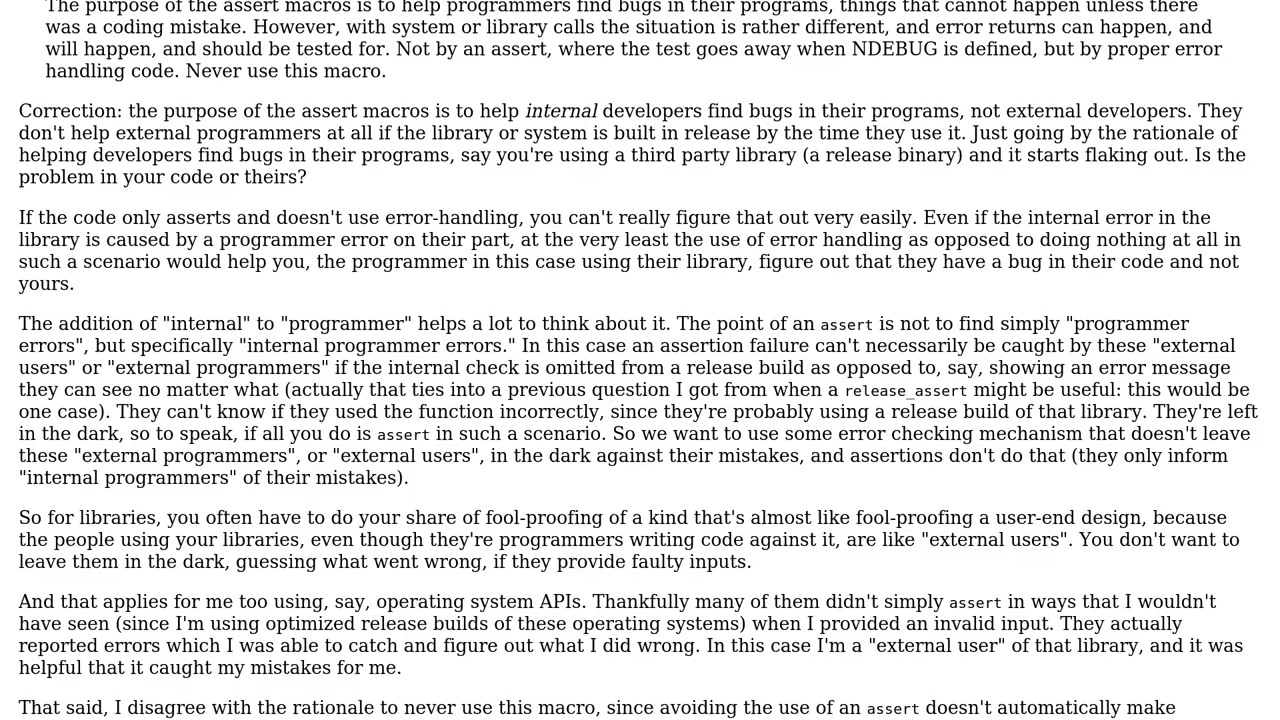 The purpose of the assert macros is to help programmers find bugs in their programs, things that cannot happen unless there
was a coding mistake. However, with system or library calls the situation is rather different, and error returns can happen, and
will happen, and should be tested for. Not by an assert, where the test goes away when NDEBUG is defined, but by proper error
handling code. Never use this macro.
Correction: the purpose of the assert macros is to help internal developers find bugs in their programs, not external developers. They
don't help external programmers at all if the library or system is built in release by the time they use it. Just going by the rationale of
helping developers find bugs in their programs, say you're using a third party library (a release binary) and it starts flaking out. Is the
problem in your code or theirs?
If the code only asserts and doesn't use error-handling, you can't really figure that out very easily. Even if the internal error in the
library is caused by a programmer error on their part, at the very least the use of error handling as opposed to doing nothing at all in
such a scenario would help you, the programmer in this case using their library, figure out that they have a bug in their code and not
yours.
The addition of "internal" to "programmer" helps a lot to think about it. The point of an assert is not to find simply "programmer
errors", but specifically "internal programmer errors." In this case an assertion failure can't necessarily be caught by these "external
users" or "external programmers" if the internal check is omitted from a release build as opposed to, say, showing an error message
they can see no matter what (actually that ties into a previous question I got from when a release_assert might be useful: this would be
one case). They can't know if they used the function incorrectly, since they're probably using a release build of that library. They're left
in the dark, so to speak, if all you do is assert in such a scenario. So we want to use some error checking mechanism that doesn't leave
these "external programmers", or "external users", in the dark against their mistakes, and assertions don't do that (they only inform
"internal programmers" of their mistakes).
So for libraries, you often have to do your share of fool-proofing of a kind that's almost like fool-proofing a user-end design, because
the people using your libraries, even though they're programmers writing code against it, are like "external users". You don't want to
leave them in the dark, guessing what went wrong, if they provide faulty inputs.
And that applies for me too using, say, operating system APIs. Thankfully many of them didn't simply assert in ways that I wouldn't
have seen (since I'm using optimized release builds of these operating systems) when I provided an invalid input. They actually
reported errors which I was able to catch and figure out what I did wrong. In this case I'm a "external user" of that library, and it was
helpful that it caught my mistakes for me.
That said, I disagree with the rationale to never use this macro, since avoiding the use of an assert doesn't automatically make